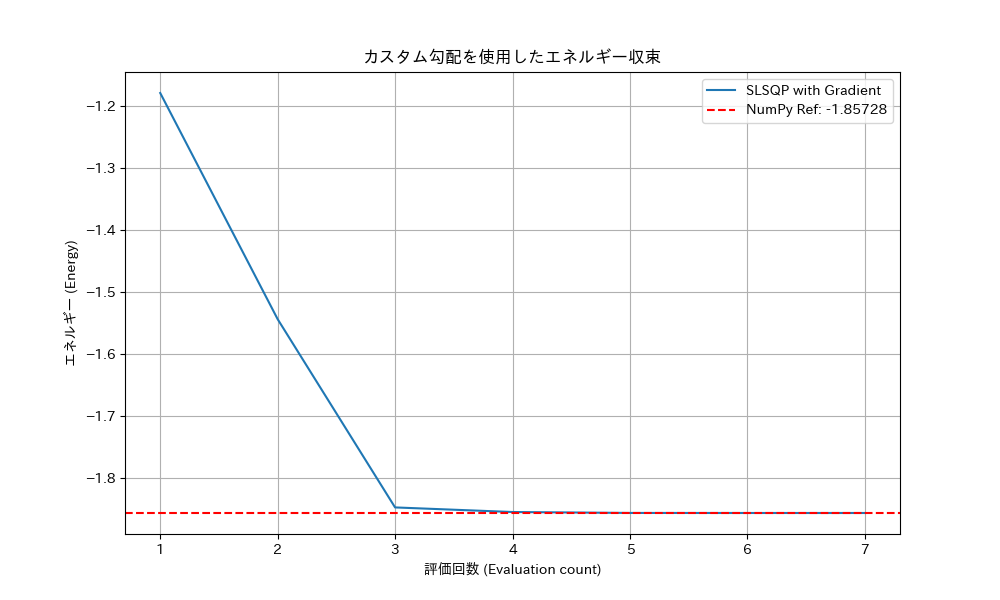 カスタム勾配を使用したエネルギー収束
SLSQP with Gradient
NumPy Ref: -1.85728
エネルギー (Energy)
−1.2
−1.3
−1.4
−1.5
−1.6
−1.7
−1.8
1 2 3 4 5 6 7
評価回数 (Evaluation count)